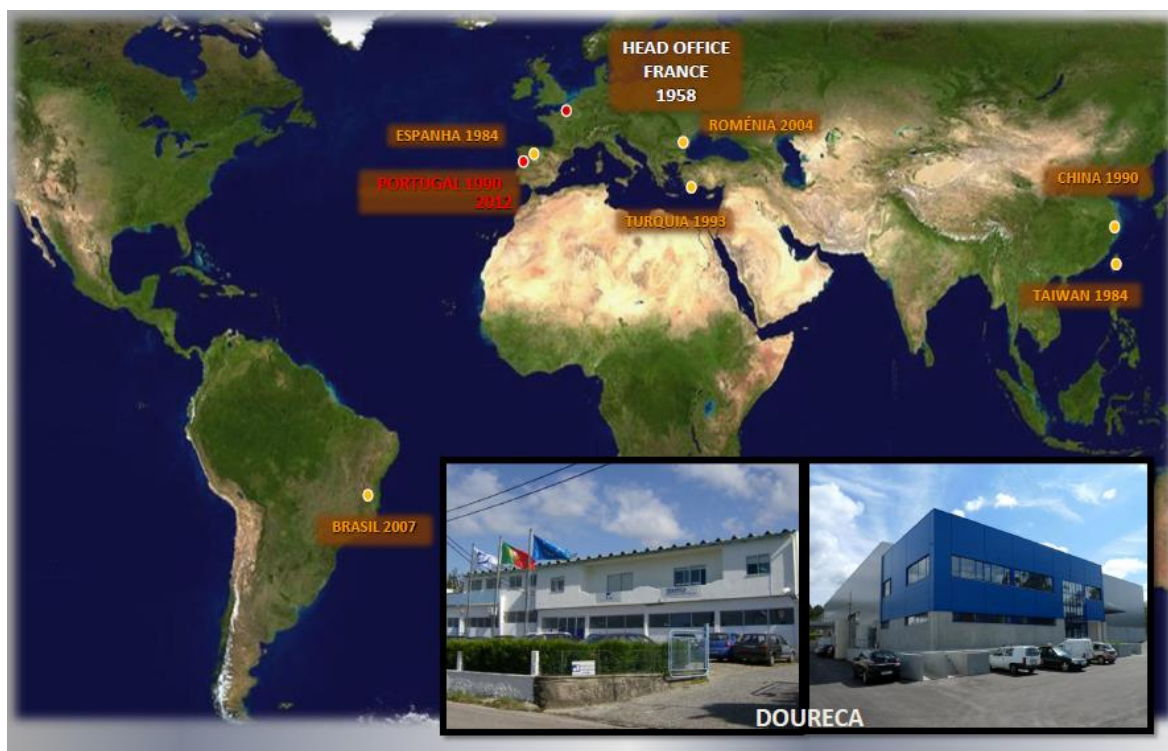 HEAD OFFICE
FRANCE
1958
ESPANHA 1984
ROMÉNIA 2004
PORTUGAL 1990
2012
CHINA 1990
TURQUIA 1993
TAIWAN 1984
BRASIL 2007
DOURECA